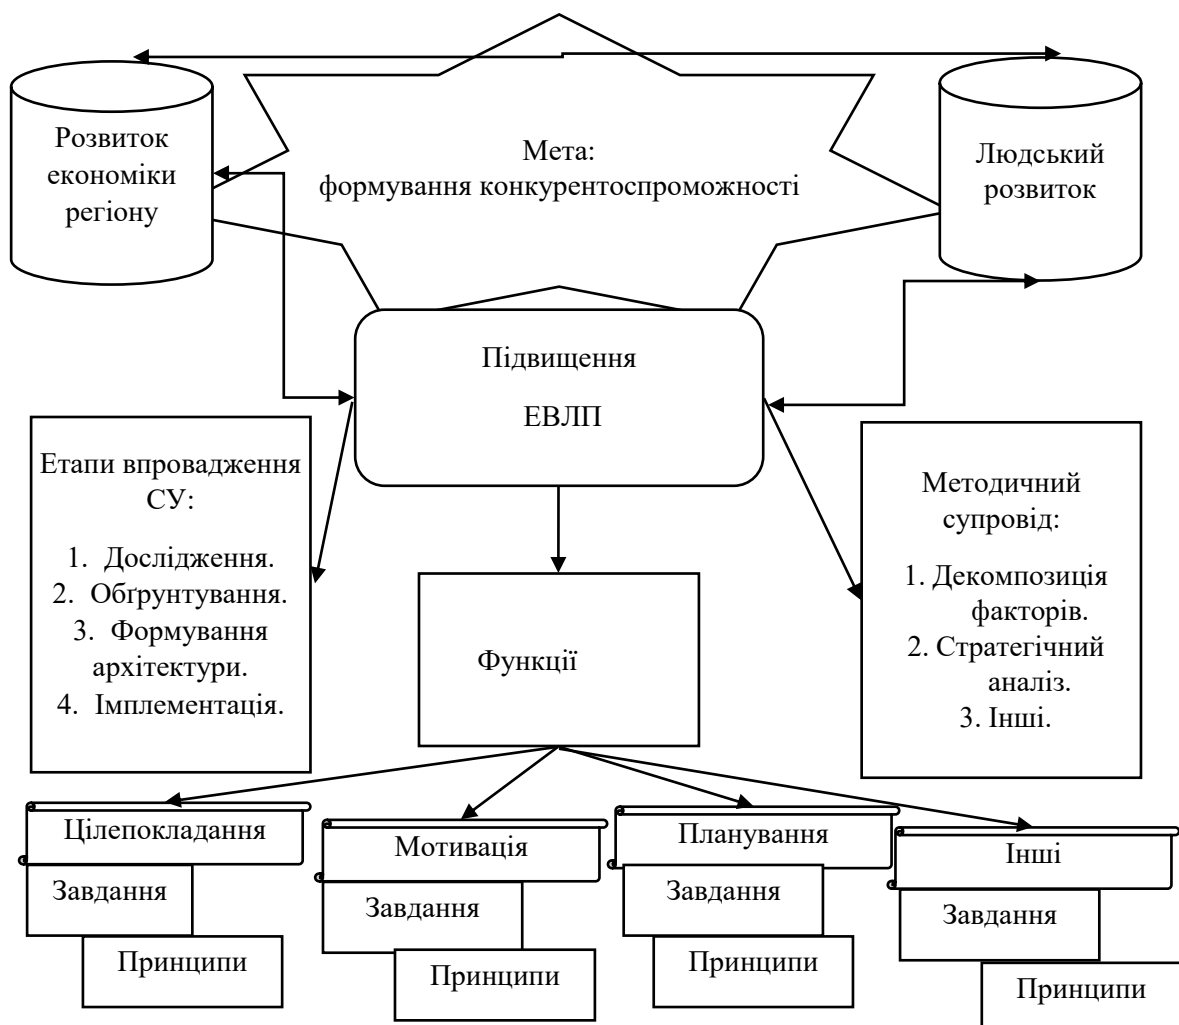 Розвиток
економіки
регіону
Мета:
формування конкурентоспроможності
Людський
розвиток
Підвищення
ЕВЛП
Етапи впровадження
СУ:
1. Дослідження.
2. Обґрунтування.
3. Формування
архітектури.
4. Імплементація.
Функції
Методичний
супровід:
1. Декомпозиція
факторів.
2. Стратегічний
аналіз.
3. Інші.
Цілепокладання
Завдання
Принципи
Мотивація
Завдання
Принципи
Планування
Завдання
Принципи
Інші
Завдання
Принципи